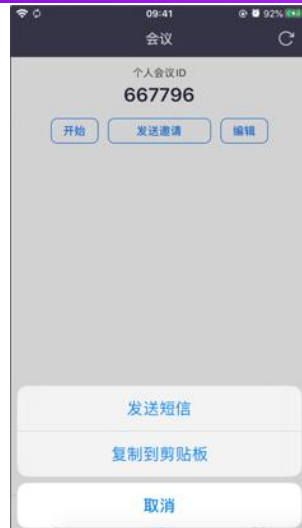 09:41
92%
会议
个人会议ID
667796
开始
发送邀请
编辑
发送短信
复制到剪贴板
取消